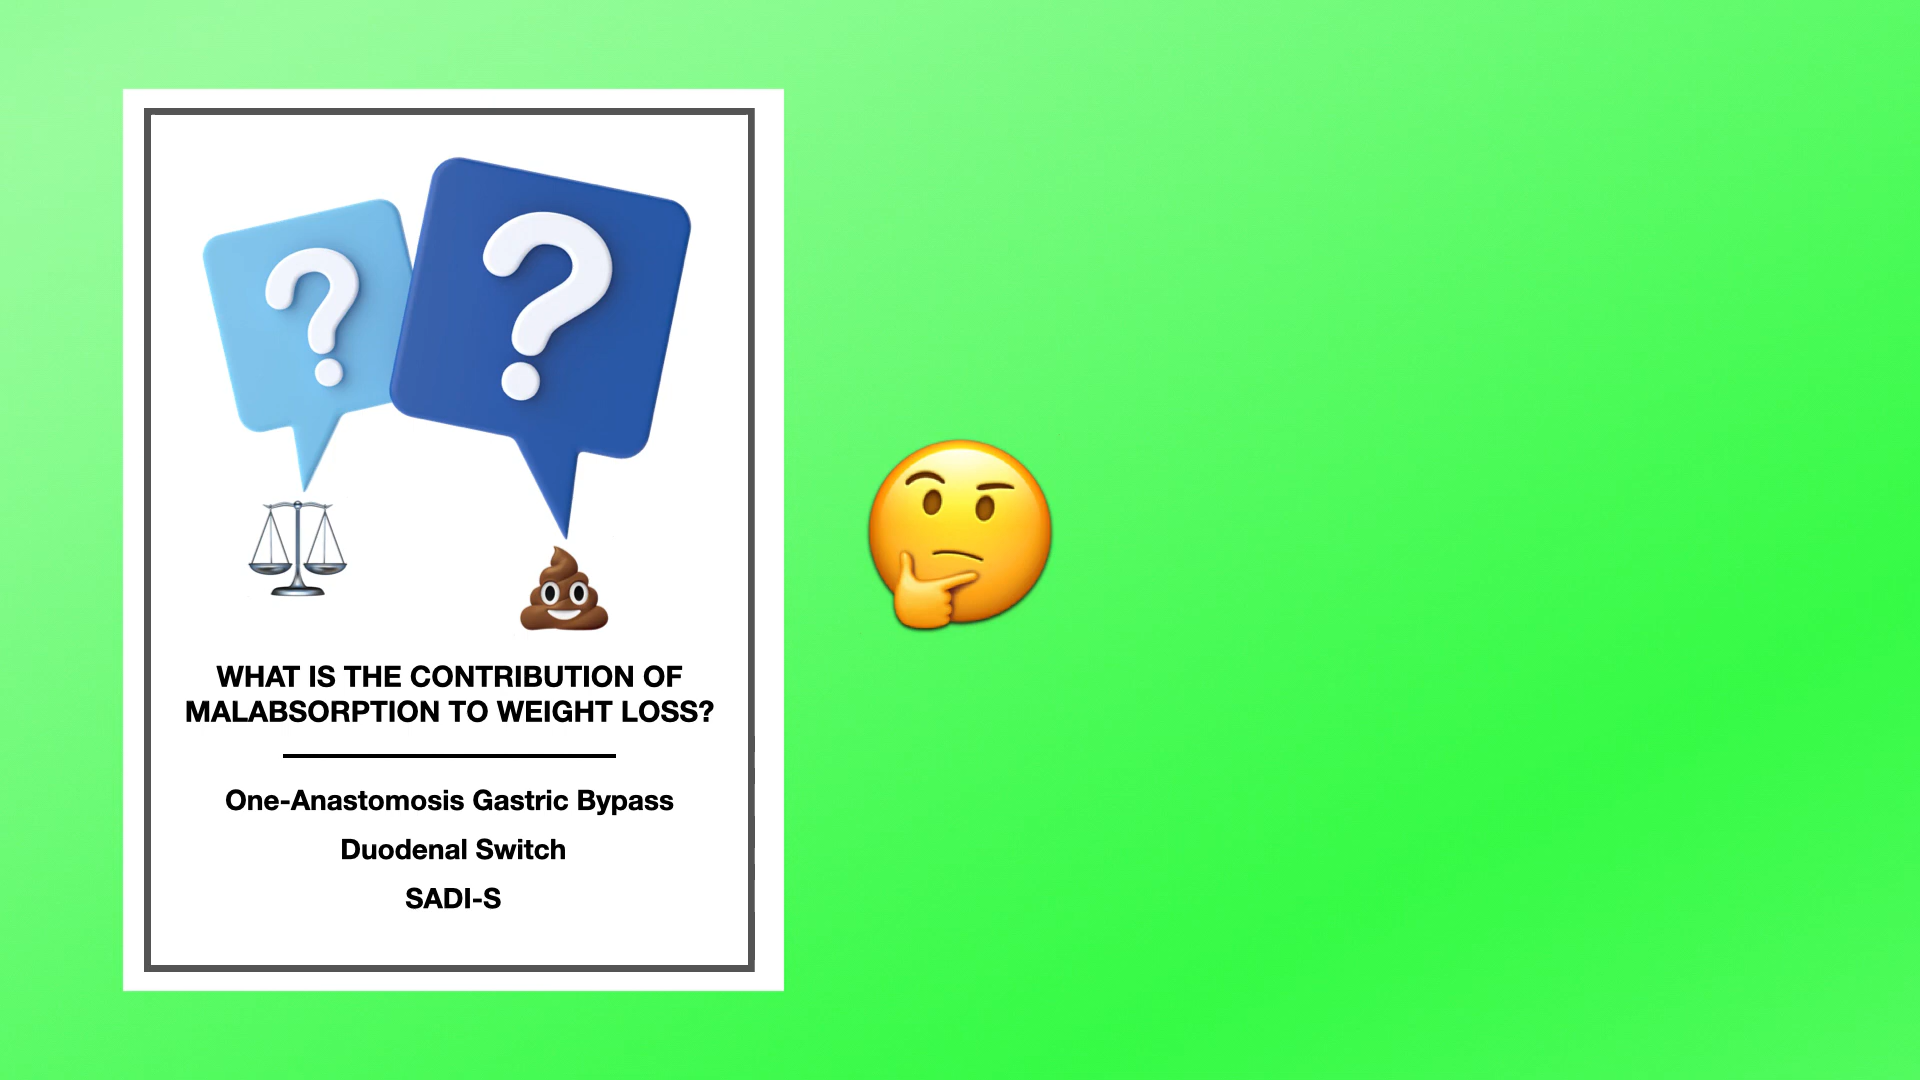 ?
?
WHAT IS THE CONTRIBUTION OF
MALABSORPTION TO WEIGHT LOSS?
One-Anastomosis Gastric Bypass
Duodenal Switch
SADI-S